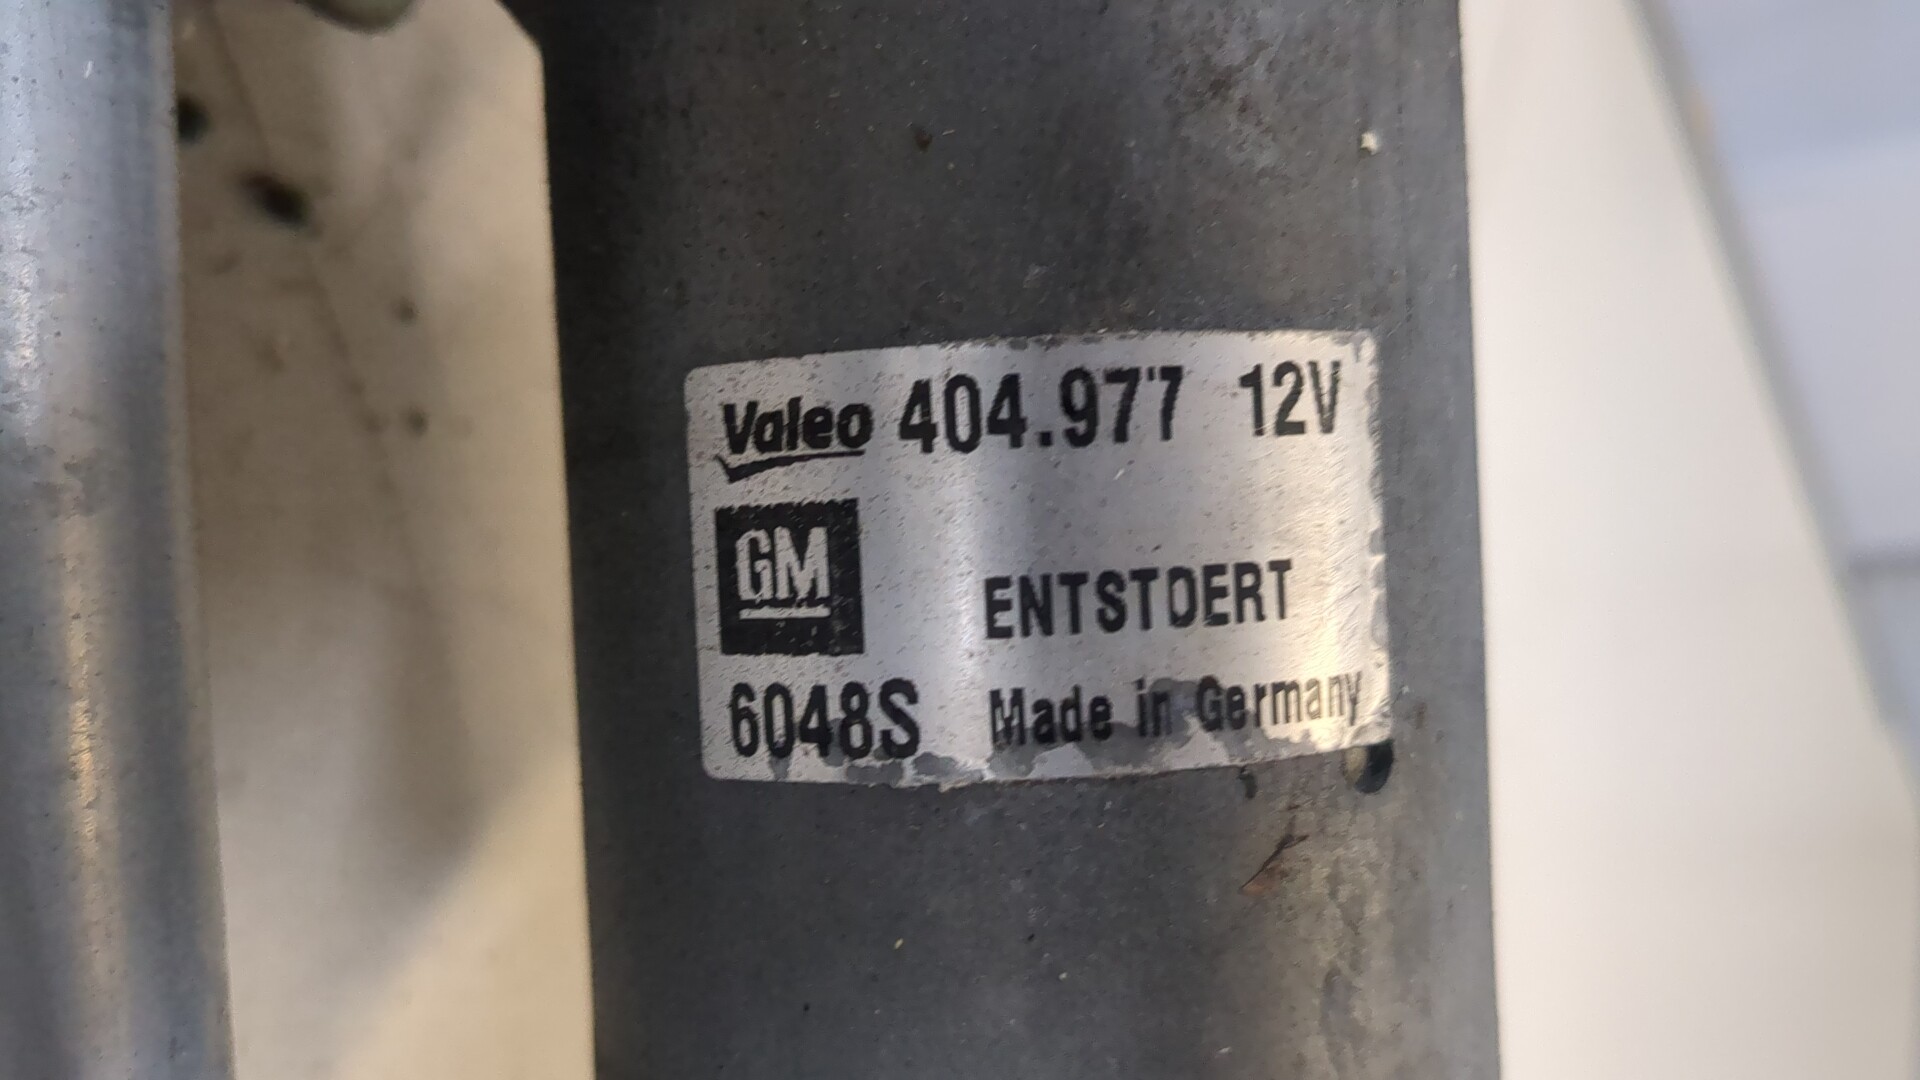 Valeo 404.977 12V
GM
ENTSTOERT
6048S Made in Germany